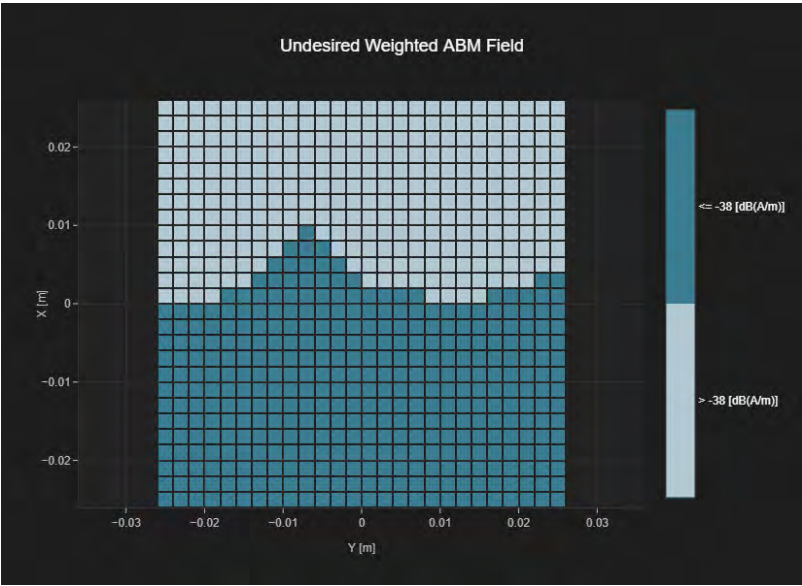 Undesired Weighted ABM Field
0.02
0.01
0
−0.01
−0.02
X [m]
−0.03
−0.02
−0.01
0
0.01
0.02
0.03
Y [m]
<= -38 [dB(A/m)]
> -38 [dB(A/m)]